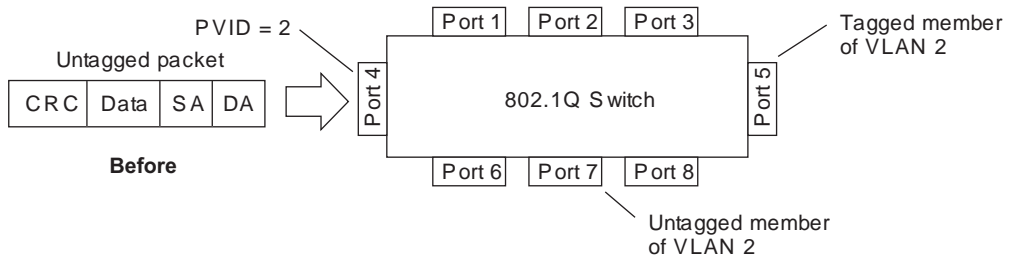 Port 1
Port 2
Port 3
Tagged member
of VLAN 2
PVID = 2
Untagged packet
CRC
Data
SA
DA
Port 4
802.1Q Switch
Port 5
Before
Port 6
Port 7
Port 8
Untagged member
of VLAN 2